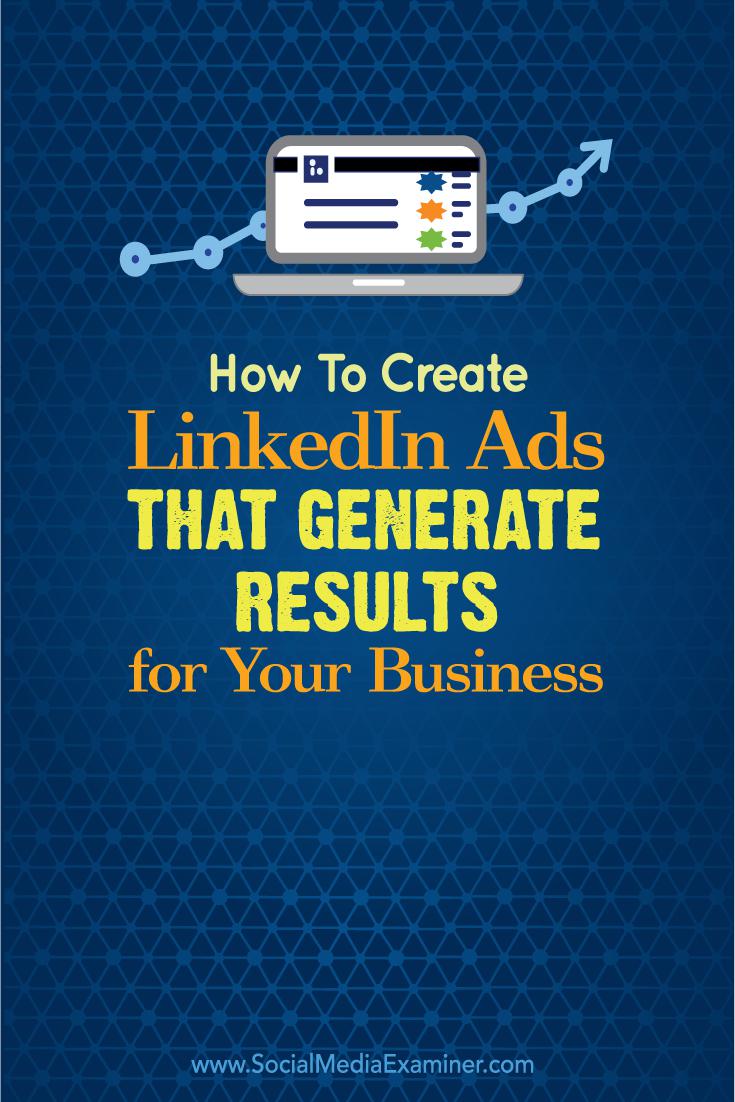 How To Create
LinkedIn Ads
THAT GENERATE
RESULTS
for Your Business
www.SocialMediaExaminer.com